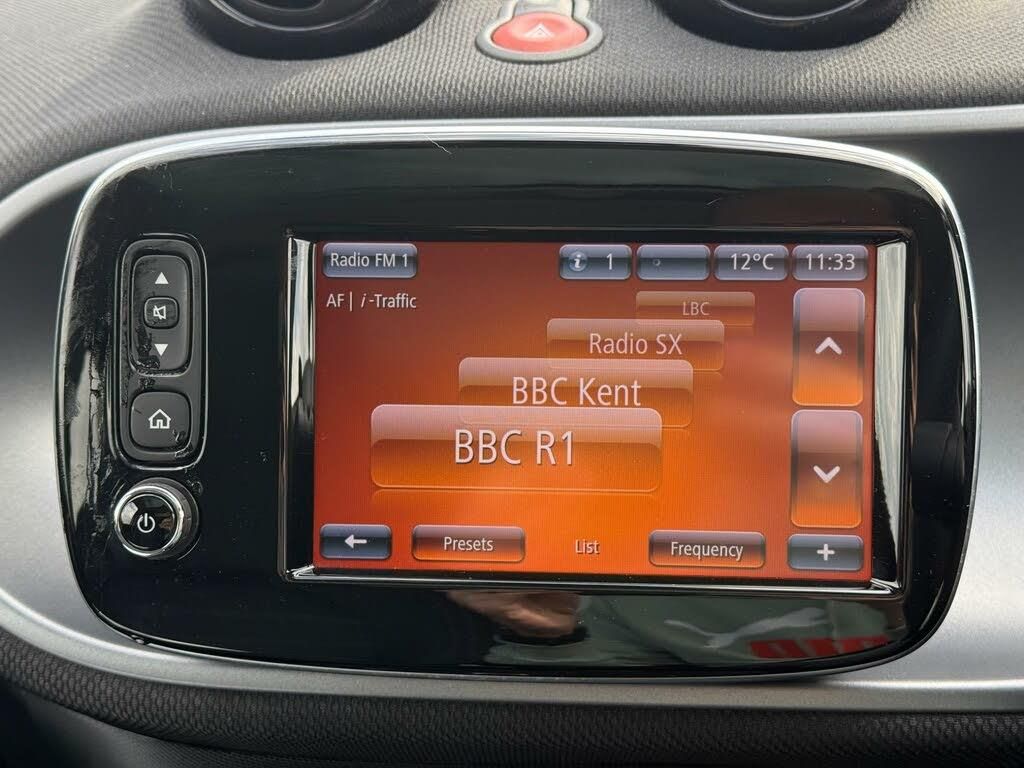 Radio FM 1
i 1
12°C
11:33
AF | i-Traffic
LBC
Radio SX
BBC Kent
BBC R1
Presets
List
Frequency
+